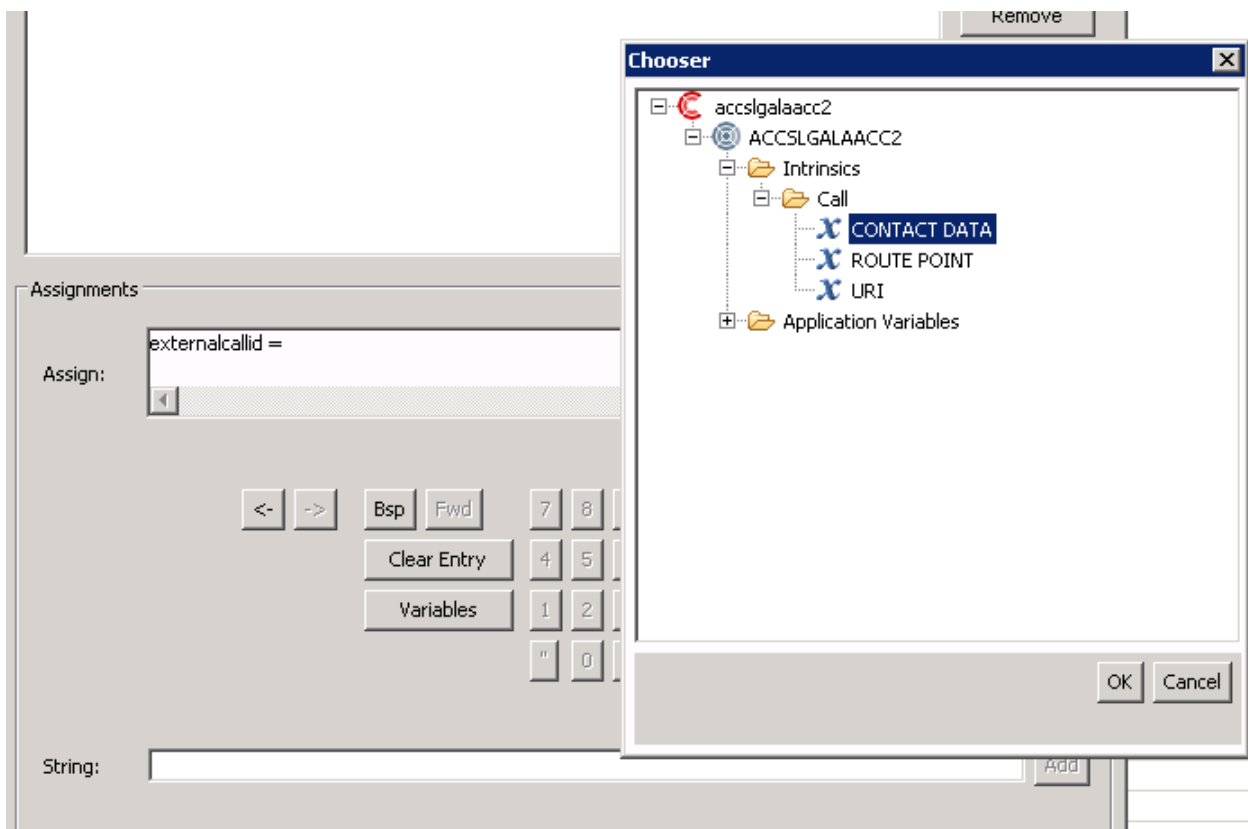 Remove
Chooser
accslgalaacc2
ACCSLGALAACC2
Intrinsics
Call
CONTACT DATA
ROUTE POINT
URI
Application Variables
OK Cancel
Assignments
Assign:
externalcallid =
<- -> Bsp Fwd 7 8
Clear Entry 4 5
Variables 1 2
" 0
String:
Add